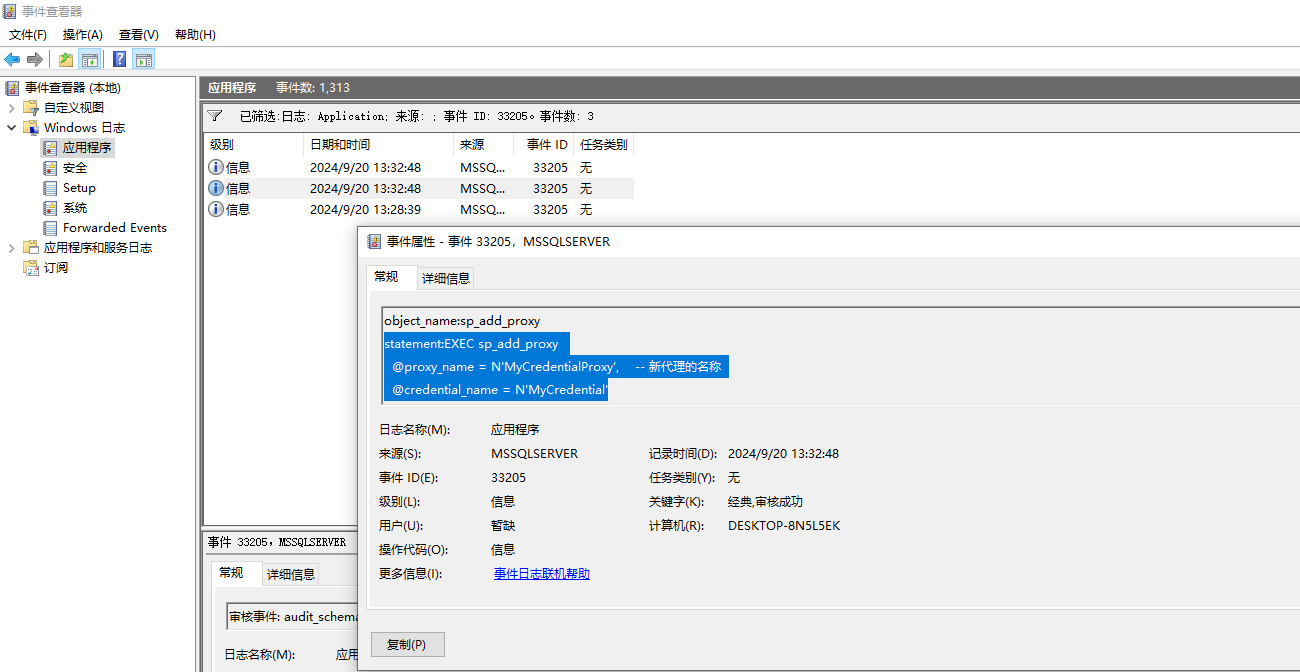 事件查看器
文件(F) 操作(A) 查看(V) 帮助(H)
事件查看器 (本地)
自定义视图
Windows 日志
应用程序
安全
Setup
系统
Forwarded Events
应用程序和服务日志
订阅
应用程序 事件数: 1,313
已筛选:日志: Application; 来源: ; 事件 ID: 33205。事件数: 3
级别 日期和时间 来源 事件 ID 任务类别
信息 2024/9/20 13:32:48 MSSQ... 33205 无
信息 2024/9/20 13:32:48 MSSQ... 33205 无
信息 2024/9/20 13:28:39 MSSQ... 33205 无
事件属性 - 事件 33205，MSSQLSERVER
常规 详细信息
object_name:sp_add_proxy
statement:EXEC sp_add_proxy
@proxy_name = N'MyCredentialProxy', -- 新代理的名称
@credential_name = N'MyCredential'
日志名称(M): 应用程序
来源(S): MSSQLSERVER 记录时间(D): 2024/9/20 13:32:48
事件 ID(E): 33205 任务类别(Y): 无
级别(L): 信息 关键字(K): 经典,审核成功
用户(U): 暂缺 计算机(R): DESKTOP-8N5L5EK
操作代码(O): 信息
更多信息(I): 事件日志联机帮助
复制(P)
事件 33205，MSSQLSERVER
常规 详细信息
审核事件: audit_schema
日志名称(M): 应用